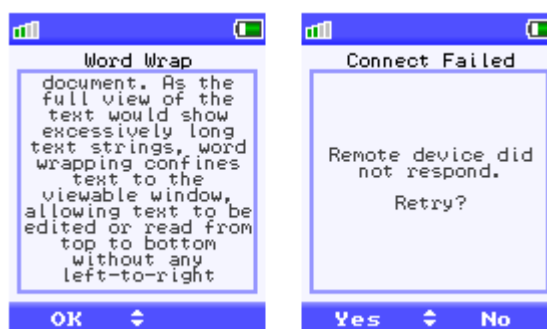 Word Wrap
document. As the
full view of the
text would show
excessively long
text strings, word
wrapping confines
text to the
viewable window,
allowing text to be
edited or read from
top to bottom
without any
left-to-right
OK
Connect Failed
Remote device did
not respond.
Retry?
Yes No